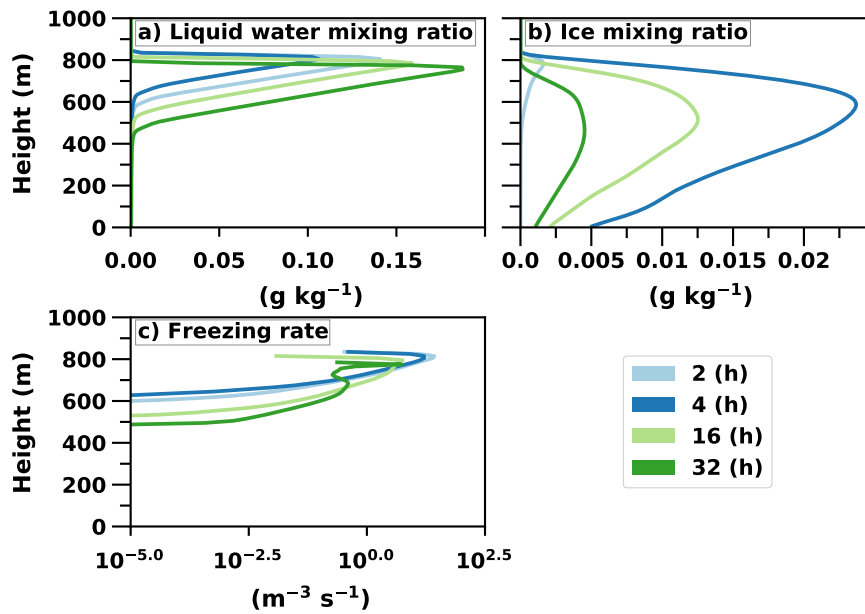 a) Liquid water mixing ratio
b) Ice mixing ratio
Height (m)
1000
800
600
400
200
0
0.00 0.05 0.10 0.15
(g kg⁻¹)
0.0 0.005 0.01 0.015 0.02
(g kg⁻¹)
c) Freezing rate
Height (m)
1000
800
600
400
200
0
10⁻⁵·⁰ 10⁻²·⁵ 10⁰·⁰ 10²·⁵
(m⁻³ s⁻¹)
2 (h)
4 (h)
16 (h)
32 (h)